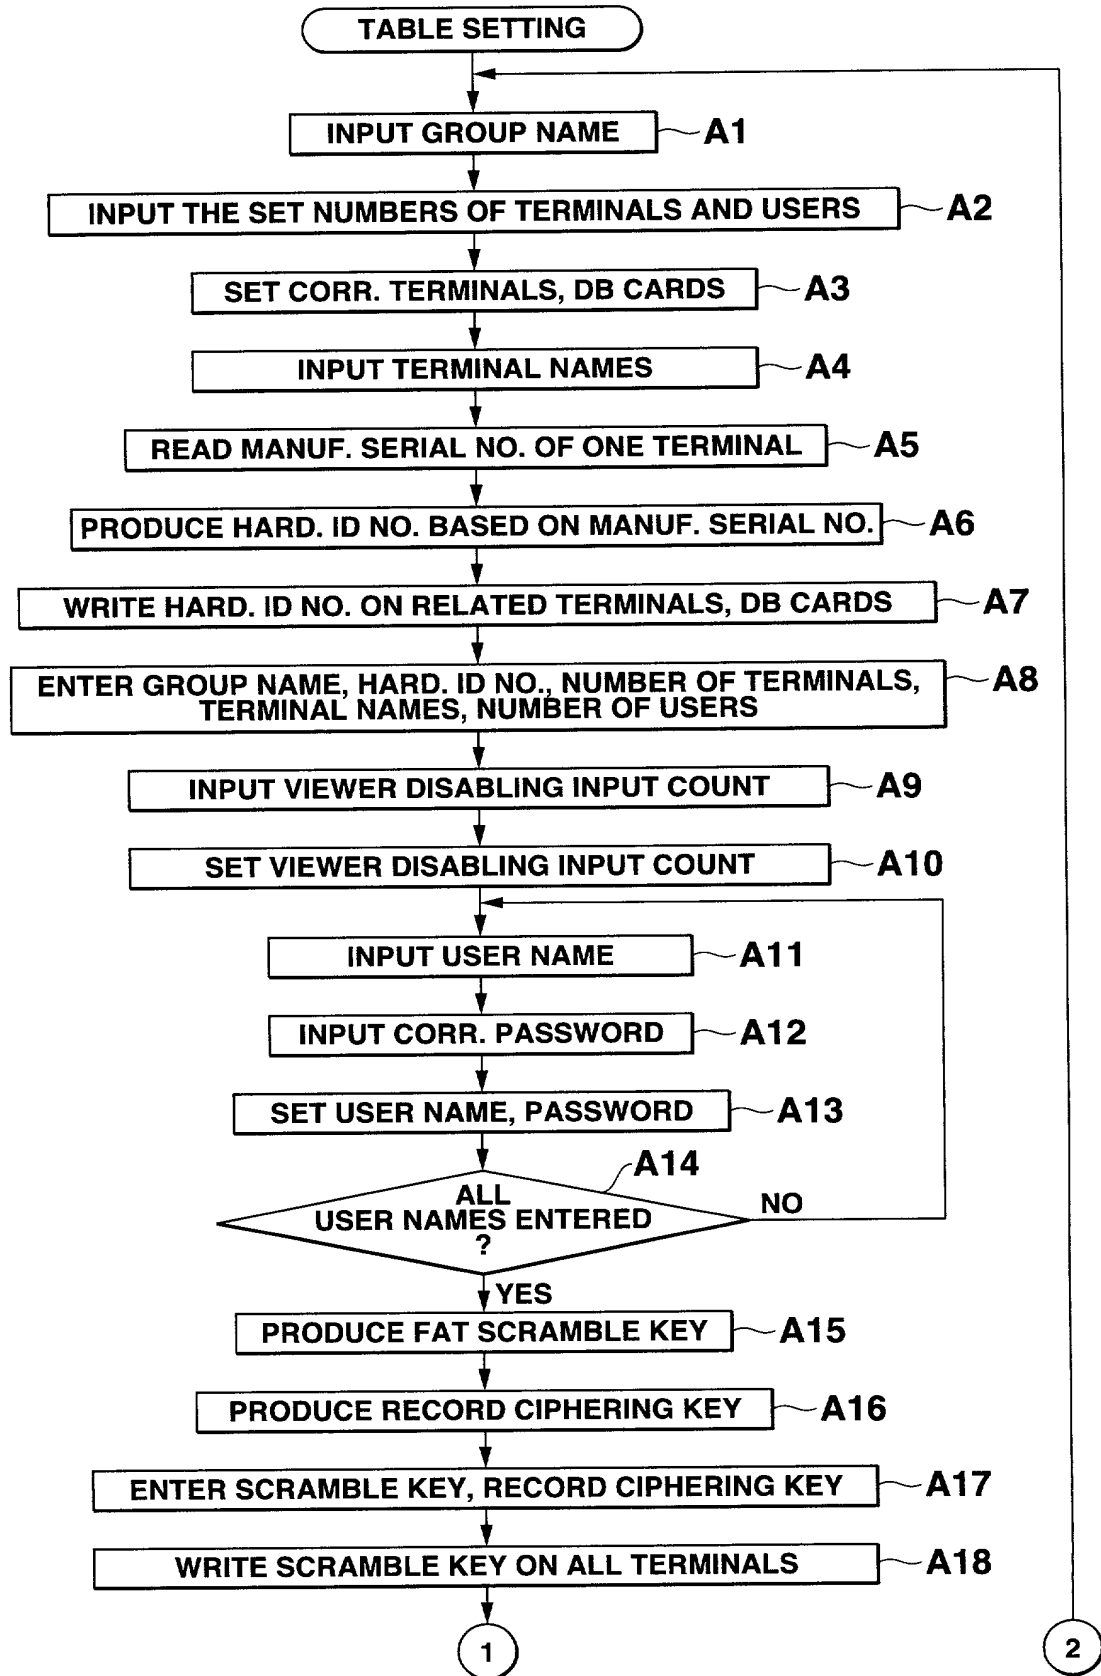 TABLE SETTING
INPUT GROUP NAME
A1
INPUT THE SET NUMBERS OF TERMINALS AND USERS
A2
SET CORR. TERMINALS, DB CARDS
A3
INPUT TERMINAL NAMES
A4
READ MANUF. SERIAL NO. OF ONE TERMINAL
A5
PRODUCE HARD. ID NO. BASED ON MANUF. SERIAL NO.
A6
WRITE HARD. ID NO. ON RELATED TERMINALS, DB CARDS
A7
ENTER GROUP NAME, HARD. ID NO., NUMBER OF TERMINALS,
TERMINAL NAMES, NUMBER OF USERS
A8
INPUT VIEWER DISABLING INPUT COUNT
A9
SET VIEWER DISABLING INPUT COUNT
A10
INPUT USER NAME
A11
INPUT CORR. PASSWORD
A12
SET USER NAME, PASSWORD
A13
A14
ALL
USER NAMES ENTERED
?
NO
YES
PRODUCE FAT SCRAMBLE KEY
A15
PRODUCE RECORD CIPHERING KEY
A16
ENTER SCRAMBLE KEY, RECORD CIPHERING KEY
A17
WRITE SCRAMBLE KEY ON ALL TERMINALS
A18
1
2